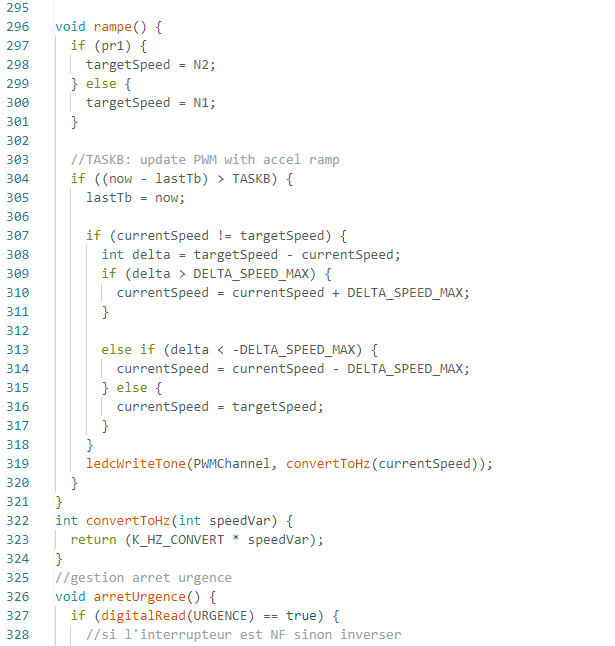 295
296 void rampe() {
297 if (pr1) {
298 targetSpeed = N2;
299 } else {
300 targetSpeed = N1;
301 }
302
303 //TASKB: update PWM with accel ramp
304 if ((now - lastTb) > TASKB) {
305 lastTb = now;
306
307 if (currentSpeed != targetSpeed) {
308 int delta = targetSpeed - currentSpeed;
309 if (delta > DELTA_SPEED_MAX) {
310 currentSpeed = currentSpeed + DELTA_SPEED_MAX;
311 }
312
313 else if (delta < -DELTA_SPEED_MAX) {
314 currentSpeed = currentSpeed - DELTA_SPEED_MAX;
315 } else {
316 currentSpeed = targetSpeed;
317 }
318 }
319 ledcWriteTone(PWMChannel, convertToHz(currentSpeed));
320 }
321 }
322 int convertToHz(int speedVar) {
323 return (K_HZ_CONVERT * speedVar);
324 }
325 //gestion arret urgence
326 void arretUrgence() {
327 if (digitalRead(URGENCE) == true) {
328 //si l'interrupteur est NF sinon inverser